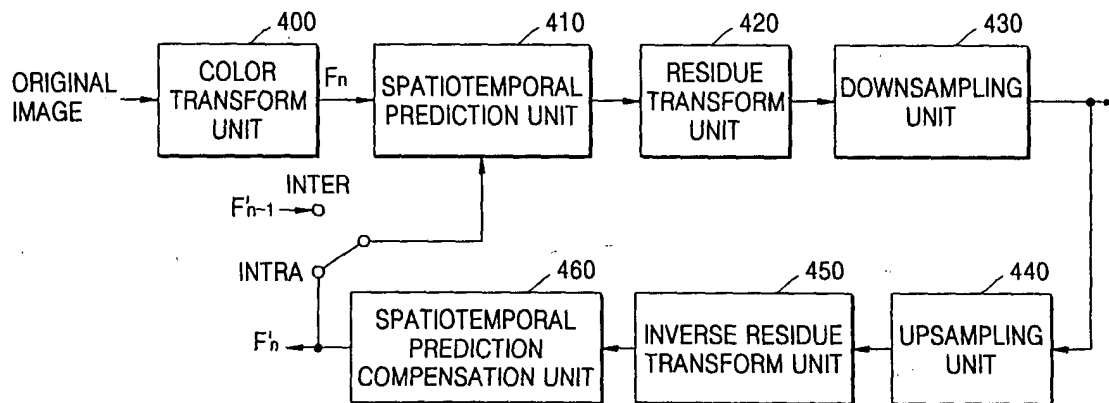 400
410
420
430
ORIGINAL
IMAGE
COLOR
TRANSFORM
UNIT
Fn
SPATIOTEMPORAL
PREDICTION UNIT
RESIDUE
TRANSFORM
UNIT
DOWNSAMPLING
UNIT
INTER
F'n-1
INTRA
460
450
440
F'n
SPATIOTEMPORAL
PREDICTION
COMPENSATION UNIT
INVERSE RESIDUE
TRANSFORM UNIT
UPSAMPLING
UNIT